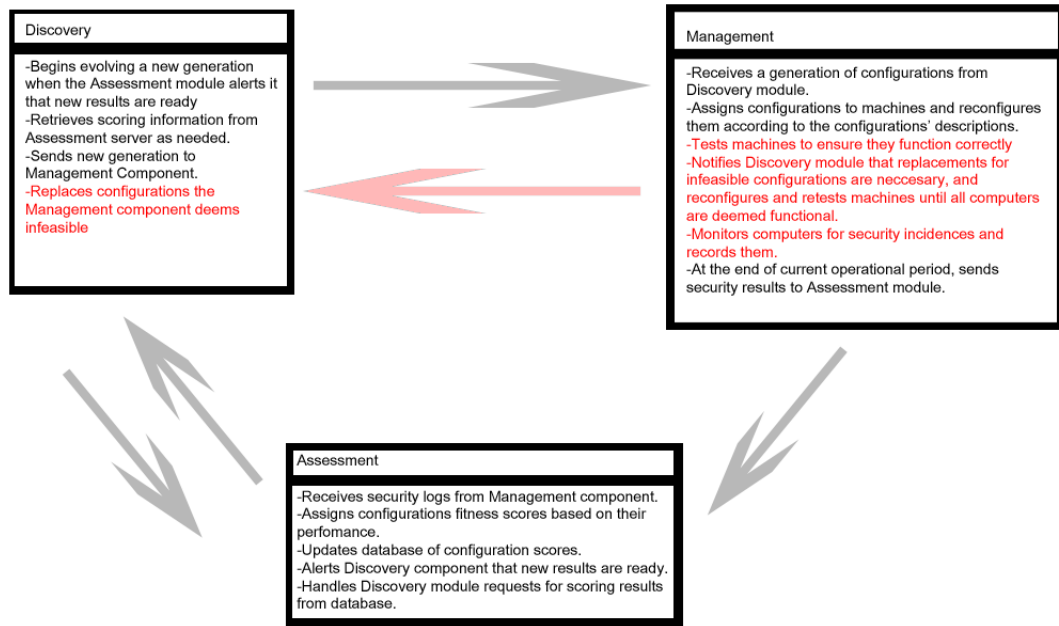 Discovery
-Begins evolving a new generation
when the Assessment module alerts it
that new results are ready
-Retrieves scoring information from
Assessment server as needed.
-Sends new generation to
Management Component.
-Replaces configurations the
Management component deems
infeasible
Management
-Receives a generation of configurations from
Discovery module.
-Assigns configurations to machines and reconfigures
them according to the configurations’ descriptions.
-Tests machines to ensure they function correctly
-Notifies Discovery module that replacements for
infeasible configurations are neccesary, and
reconfigures and retests machines until all computers
are deemed functional.
-Monitors computers for security incidences and
records them.
-At the end of current operational period, sends
security results to Assessment module.
Assessment
-Receives security logs from Management component.
-Assigns configurations fitness scores based on their
perfomance.
-Updates database of configuration scores.
-Alerts Discovery component that new results are ready.
-Handles Discovery module requests for scoring results
from database.